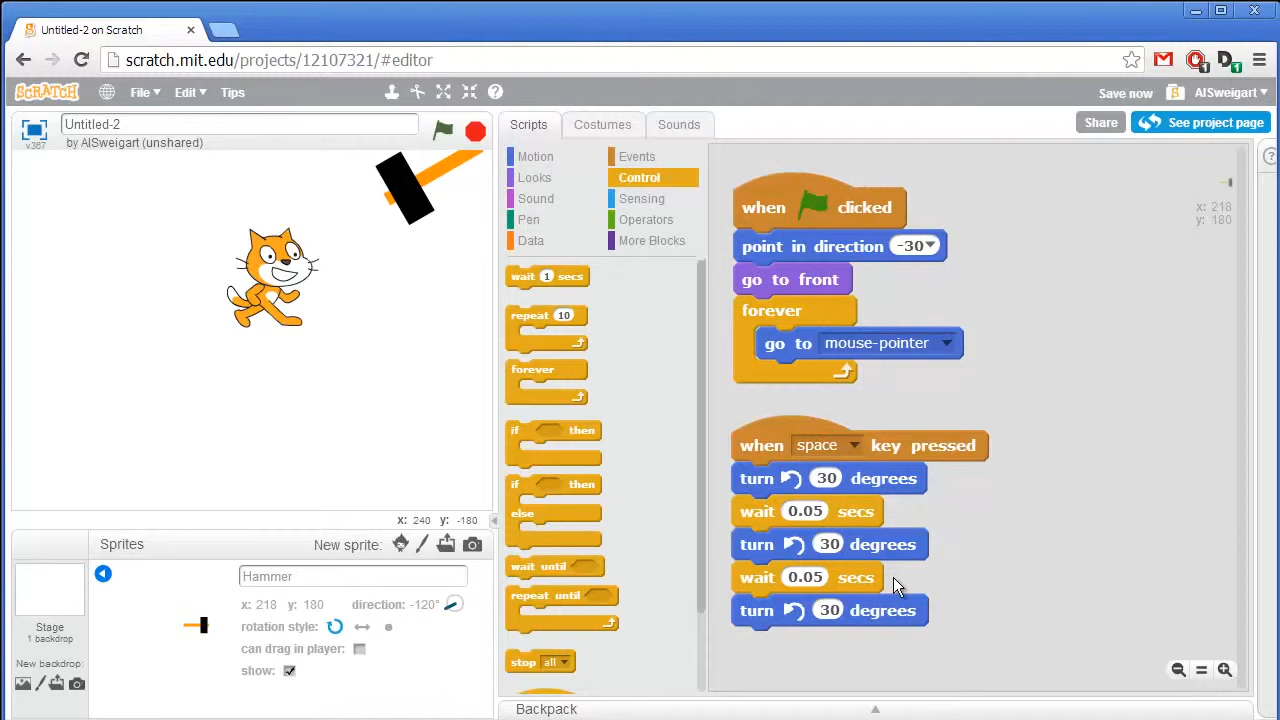 Untitled-2 on Scratch
scratch.mit.edu/projects/12107321/#editor
1
1
SCRATCH
File
Edit
Tips
Save now
AlSweigart
Untitled-2
by AlSweigart (unshared)
v387
Scripts
Costumes
Sounds
Share
See project page
Motion
Looks
Sound
Pen
Data
Events
Control
Sensing
Operators
More Blocks
wait 1 secs
repeat 10
forever
if then
if then
else
wait until
repeat until
stop all
when clicked
point in direction -30
go to front
forever
go to mouse-pointer
when space key pressed
turn 30 degrees
wait 0.05 secs
turn 30 degrees
wait 0.05 secs
turn 30 degrees
x: 218
y: 180
x: 240 y: -180
Sprites
New sprite:
Stage
1 backdrop
New backdrop:
Hammer
x: 218 y: 180 direction: -120°
rotation style:
can drag in player:
show:
Backpack